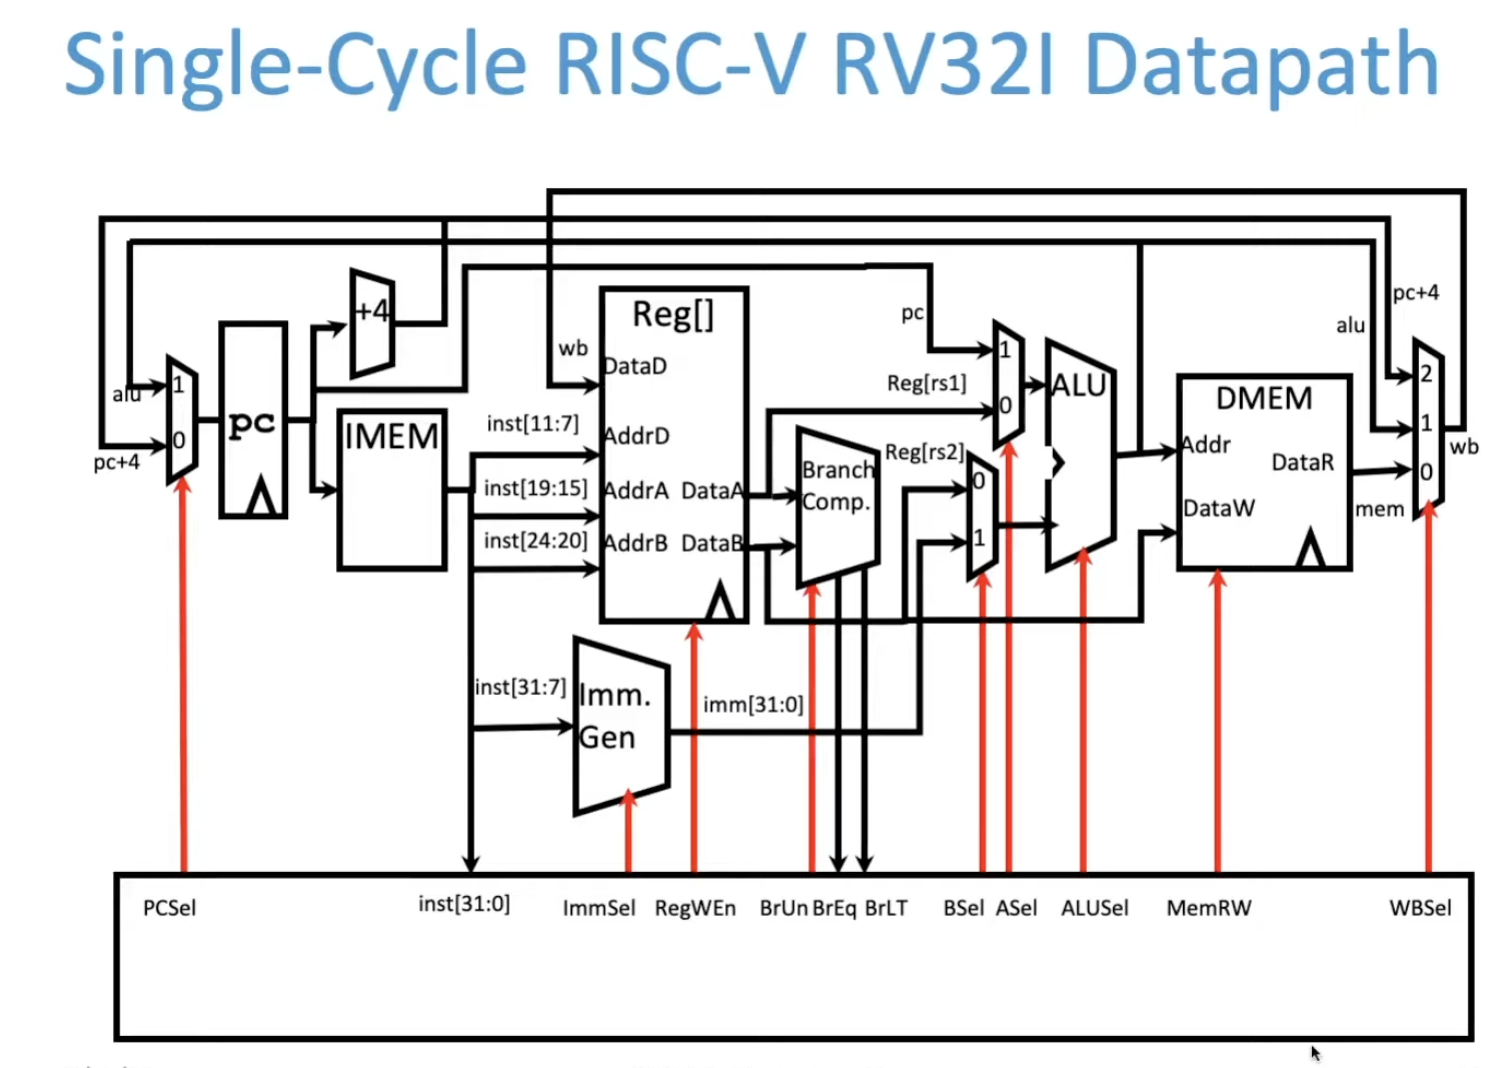 Single-Cycle RISC-V RV32I Datapath
pc+4
alu
+4
pc
Reg[]
wb
DataD
AddrD
AddrA DataA
AddrB DataB
alu
1
0
pc+4
pc
IMEM
inst[11:7]
inst[19:15]
inst[24:20]
Branch
Comp.
Reg[rs1]
Reg[rs2]
1
0
0
1
ALU
DMEM
Addr
DataR
DataW
mem
2
1
0
wb
inst[31:7]
Imm.
Gen
imm[31:0]
PCSel
inst[31:0]
ImmSel
RegWEn
BrUn
BrEq
BrLT
BSel
ASel
ALUSel
MemRW
WBSel